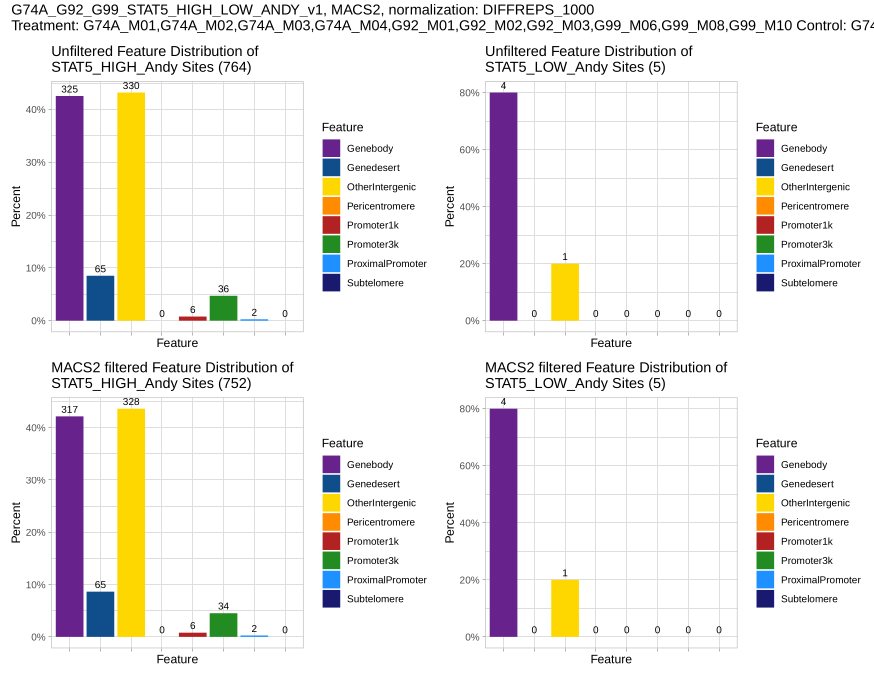 G74A_G92_G99_STAT5_HIGH_LOW_ANDY_v1, MACS2, normalization: DIFFREPS_1000
Treatment: G74A_M01,G74A_M02,G74A_M03,G74A_M04,G92_M01,G92_M02,G92_M03,G99_M06,G99_M08,G99_M10 Control: G74
Unfiltered Feature Distribution of
STAT5_HIGH_Andy Sites (764)
325
330
65
0
6
36
2
0
40%
30%
20%
10%
0%
Percent
Feature
Feature
Genebody
Genedesert
OtherIntergenic
Pericentromere
Promoter1k
Promoter3k
ProximalPromoter
Subtelomere
Unfiltered Feature Distribution of
STAT5_LOW_Andy Sites (5)
4
0
1
0
0
0
0
0
80%
60%
40%
20%
0%
Percent
Feature
Feature
Genebody
Genedesert
OtherIntergenic
Pericentromere
Promoter1k
Promoter3k
ProximalPromoter
Subtelomere
MACS2 filtered Feature Distribution of
STAT5_HIGH_Andy Sites (752)
317
65
328
0
6
34
2
0
40%
30%
20%
10%
0%
Percent
Feature
Feature
Genebody
Genedesert
OtherIntergenic
Pericentromere
Promoter1k
Promoter3k
ProximalPromoter
Subtelomere
MACS2 filtered Feature Distribution of
STAT5_LOW_Andy Sites (5)
4
0
1
0
0
0
0
0
80%
60%
40%
20%
0%
Percent
Feature
Feature
Genebody
Genedesert
OtherIntergenic
Pericentromere
Promoter1k
Promoter3k
ProximalPromoter
Subtelomere